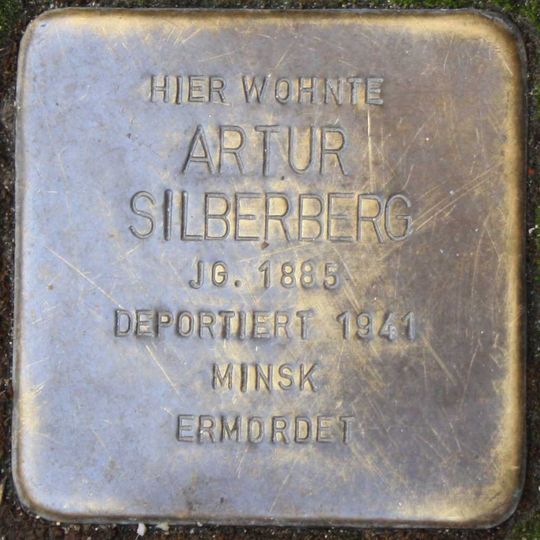 HIER WOHNTE
ARTUR
SILBERBERG
JG. 1885
DEPORTIERT 1941
MINSK
ERMORDET